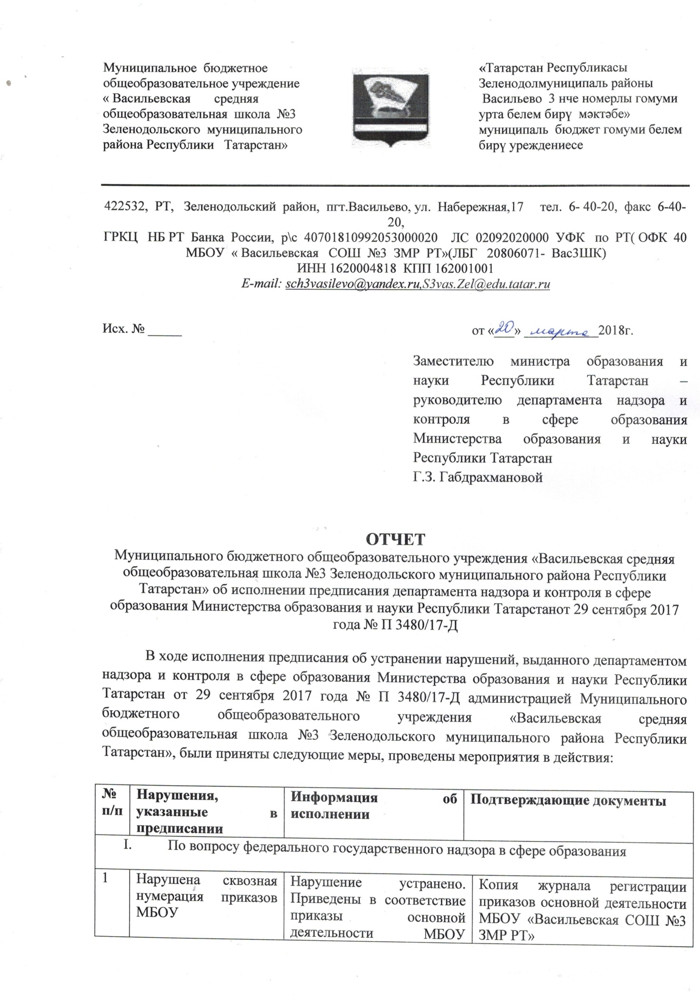 Муниципальное бюджетное
общеобразовательное учреждение
« Васильевская средняя
общеобразовательная школа №3
Зеленодольского муниципального
района Республики Татарстан»
«Татарстан Республикасы
Зеленодолмуниципаль районы
Васильево 3 нче номерлы гомуми
урта белем бирү мәктәбе»
муниципаль бюджет гомуми белем
бирү уреждениесе
422532, РТ, Зеленодольский район, пгт.Васильево, ул. Набережная,17 тел. 6- 40-20, факс 6-40-
20,
ГРКЦ НБ РТ Банка России, р\с 40701810992053000020 ЛС 02092020000 УФК по РТ( ОФК 40
МБОУ « Васильевская СОШ №3 ЗМР РТ»(ЛБГ 20806071- Вас3ШК)
ИНН 1620004818 КПП 162001001
E-mail: sch3vasilevo@yandex.ru,S3vas.Zel@edu.tatar.ru
Исх. № _____
от «20» марта 2018г.
Заместителю министра образования и
науки Республики Татарстан –
руководителю департамента надзора и
контроля в сфере образования
Министерства образования и науки
Республики Татарстан
Г.З. Габдрахмановой
ОТЧЕТ
Муниципального бюджетного общеобразовательного учреждения «Васильевская средняя
общеобразовательная школа №3 Зеленодольского муниципального района Республики
Татарстан» об исполнении предписания департамента надзора и контроля в сфере
образования Министерства образования и науки Республики Татарстанот 29 сентября 2017
года № П 3480/17-Д
В ходе исполнения предписания об устранении нарушений, выданного департаментом
надзора и контроля в сфере образования Министерства образования и науки Республики
Татарстан от 29 сентября 2017 года № П 3480/17-Д администрацией Муниципального
бюджетного общеобразовательного учреждения «Васильевская средняя
общеобразовательная школа №3 Зеленодольского муниципального района Республики
Татарстан», были приняты следующие меры, проведены мероприятия в действия:
№
п/п
Нарушения,
указанные в
предписании
Информация об
исполнении
Подтверждающие документы
I. По вопросу федерального государственного надзора в сфере образования
1
Нарушена сквозная
нумерация приказов
МБОУ
Нарушение устранено.
Приведены в соответствие
приказы основной
деятельности МБОУ
Копия журнала регистрации
приказов основной деятельности
МБОУ «Васильевская СОШ №3
ЗМР РТ»